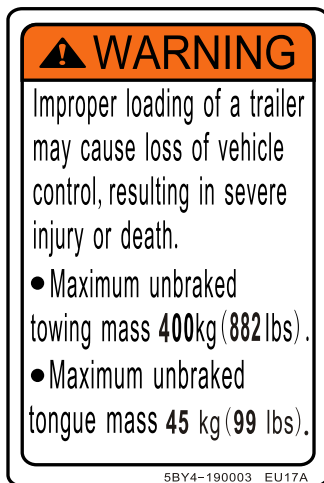 WARNING
Improper loading of a trailer
may cause loss of vehicle
control, resulting in severe
injury or death.
●Maximum unbraked
towing mass 400kg(882lbs).
●Maximum unbraked
tongue mass 45 kg(99 lbs).
5BY4-190003 EU17A